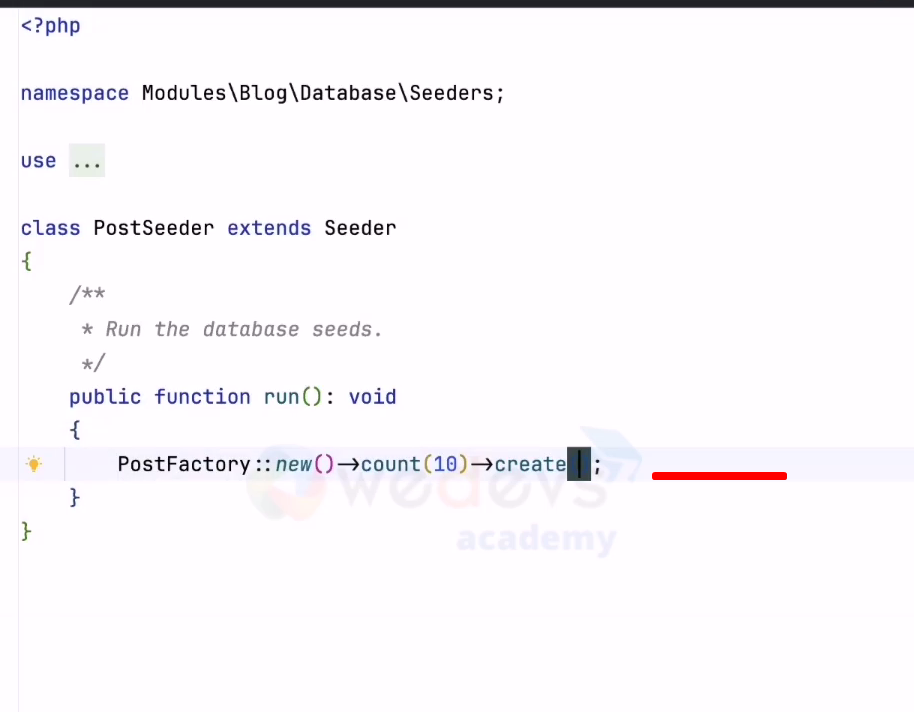 <?php
namespace Modules\Blog\Database\Seeders;
use ...
class PostSeeder extends Seeder
{
/**
* Run the database seeds.
*/
public function run(): void
{
PostFactory::new()->count(10)->create();
}
}
wedevs
academy